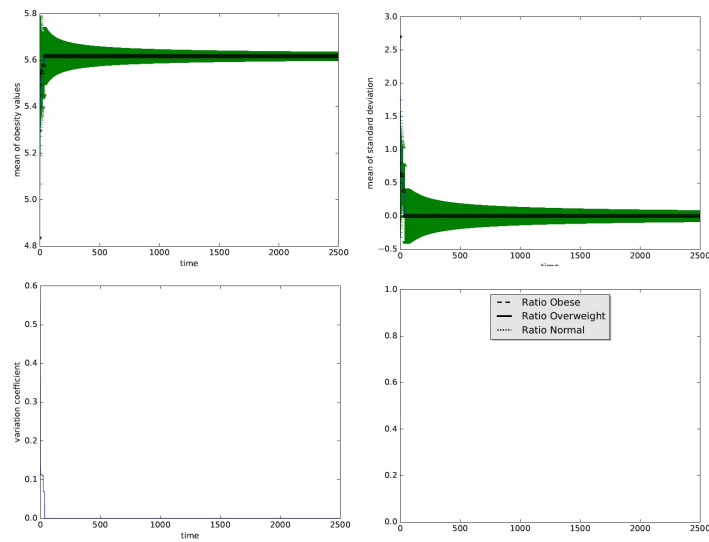 5.8
5.6
5.4
5.2
5.0
4.8
mean of obesity values
0 500 1000 1500 2000 2500
time
3.0
2.5
2.0
1.5
1.0
0.5
0.0
−0.5
mean of standard deviation
0 500 1000 1500 2000 2500
time
0.6
0.5
0.4
0.3
0.2
0.1
0.0
variation coefficient
0 500 1000 1500 2000 2500
time
1.0
0.8
0.6
0.4
0.2
0.0
Ratio Obese
Ratio Overweight
Ratio Normal
0 500 1000 1500 2000 2500